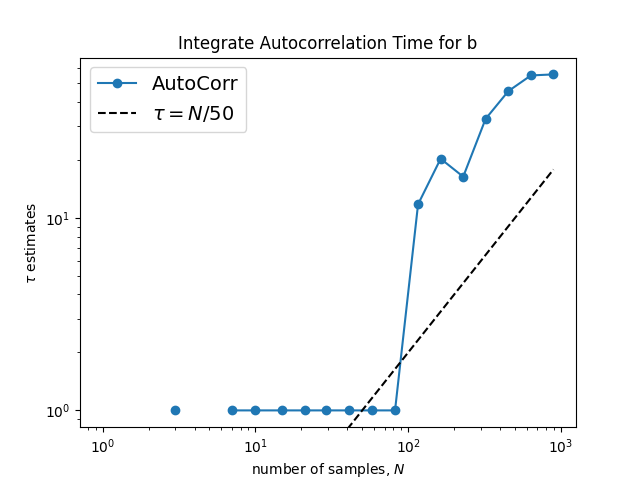 Integrate Autocorrelation Time for b
AutoCorr
τ = N/50
τ estimates
10¹
10⁰
10⁰
10¹
10²
10³
number of samples, N